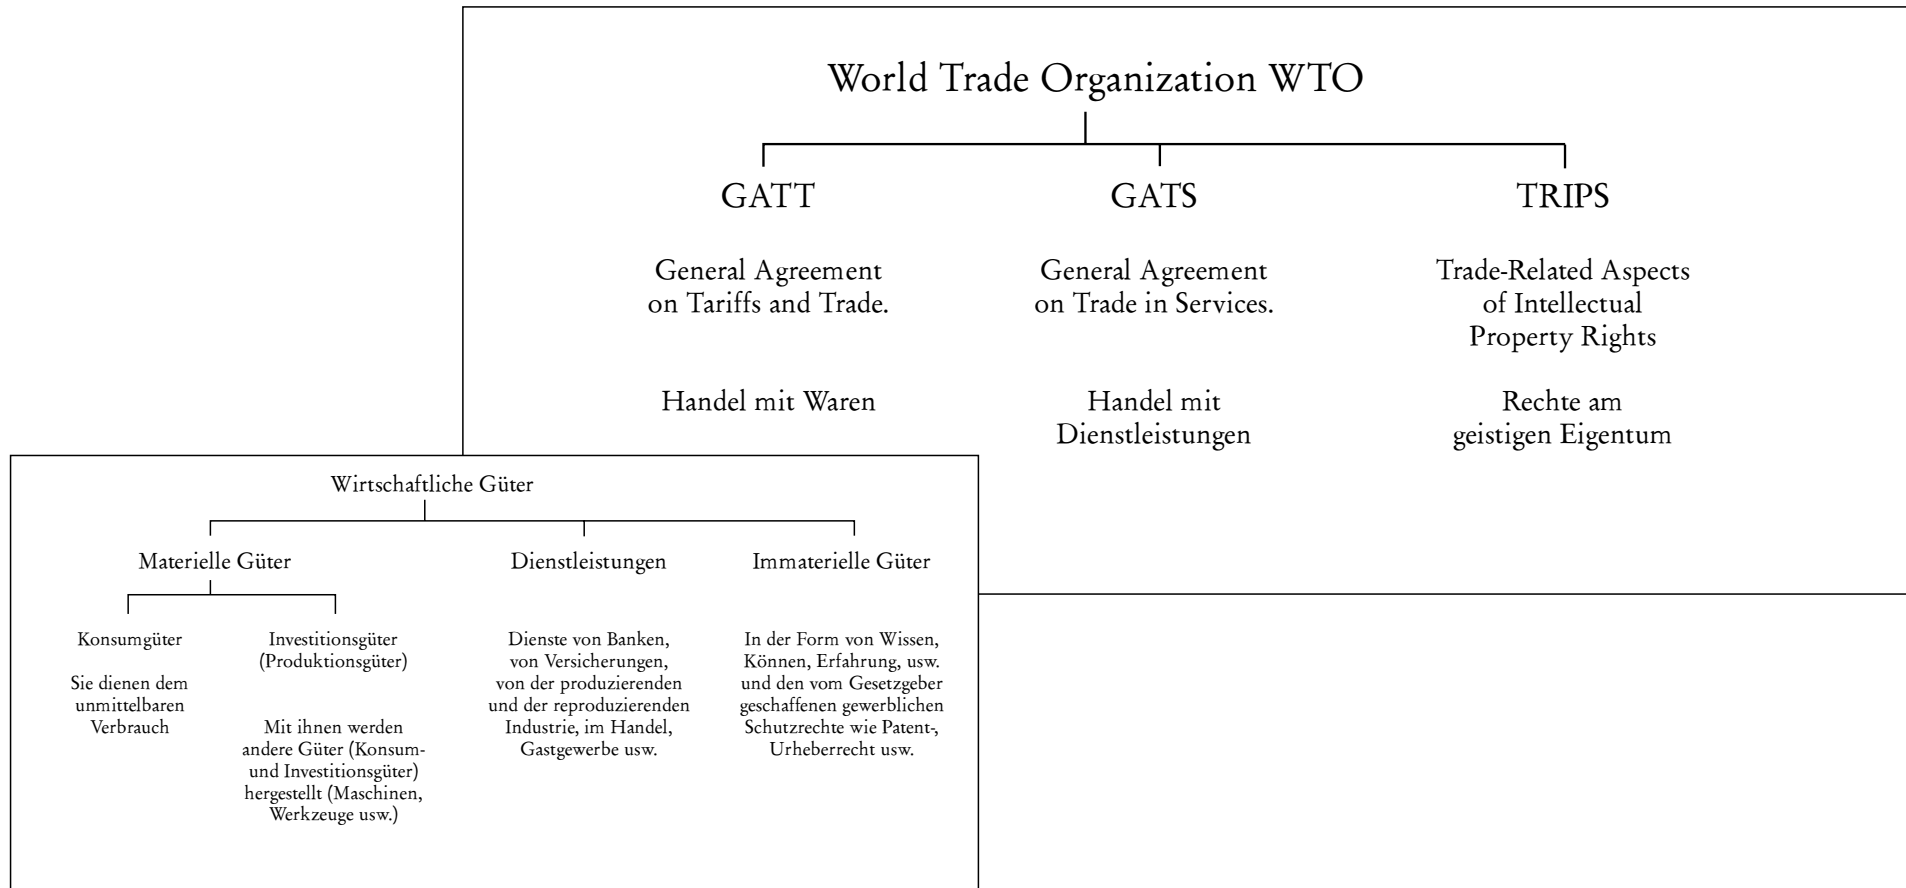 World Trade Organization WTO
GATT
General Agreement
on Tariffs and Trade.
Handel mit Waren
GATS
General Agreement
on Trade in Services.
Handel mit
Dienstleistungen
TRIPS
Trade-Related Aspects
of Intellectual
Property Rights
Rechte am
geistigen Eigentum
Wirtschaftliche Güter
Materielle Güter
Konsumgüter
Sie dienen dem
unmittelbaren
Verbrauch
Investitionsgüter
(Produktionsgüter)
Mit ihnen werden
andere Güter (Konsum-
und Investitionsgüter)
hergestellt (Maschinen,
Werkzeuge usw.)
Dienstleistungen
Dienste von Banken,
von Versicherungen,
von der produzierenden
und der reproduzierenden
Industrie, im Handel,
Gastgewerbe usw.
Immaterielle Güter
In der Form von Wissen,
Können, Erfahrung, usw.
und den vom Gesetzgeber
geschaffenen gewerblichen
Schutzrechte wie Patent-,
Urheberrecht usw.